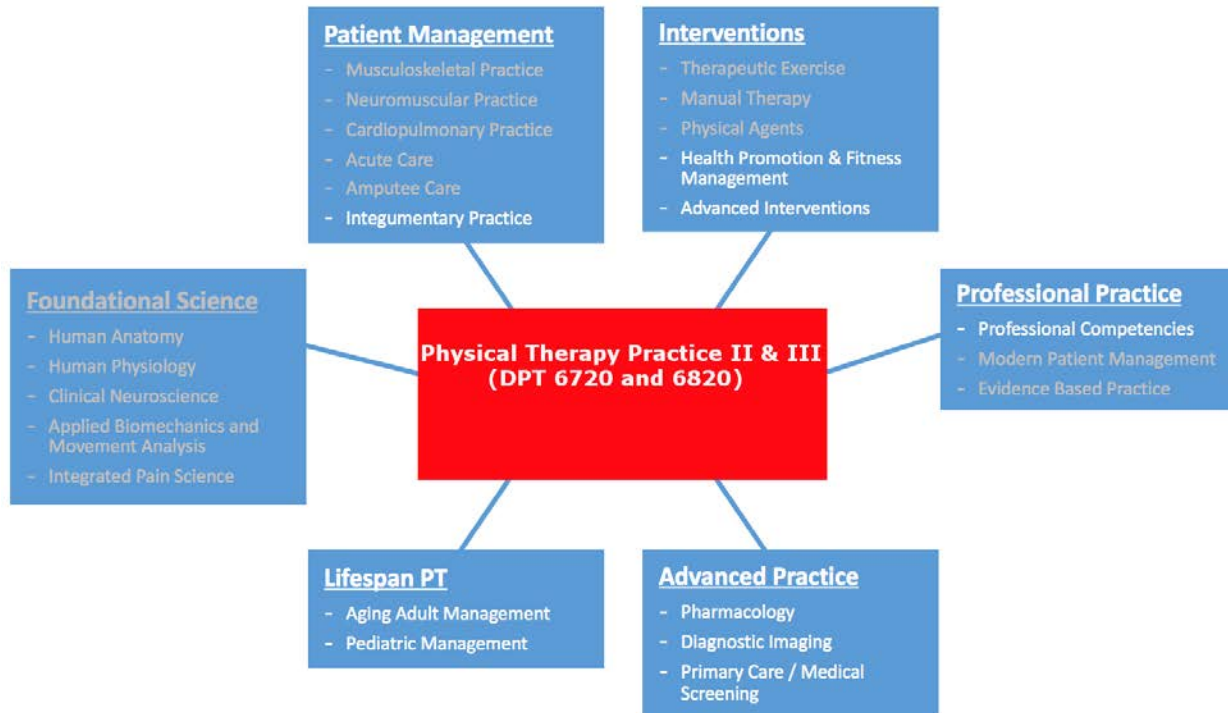 Patient Management
- Musculoskeletal Practice
- Neuromuscular Practice
- Cardiopulmonary Practice
- Acute Care
- Amputee Care
- Integumentary Practice
Interventions
- Therapeutic Exercise
- Manual Therapy
- Physical Agents
- Health Promotion & Fitness
Management
- Advanced Interventions
Foundational Science
- Human Anatomy
- Human Physiology
- Clinical Neuroscience
- Applied Biomechanics and
Movement Analysis
- Integrated Pain Science
Physical Therapy Practice II & III
(DPT 6720 and 6820)
Professional Practice
- Professional Competencies
- Modern Patient Management
- Evidence Based Practice
Lifespan PT
- Aging Adult Management
- Pediatric Management
Advanced Practice
- Pharmacology
- Diagnostic Imaging
- Primary Care / Medical
Screening